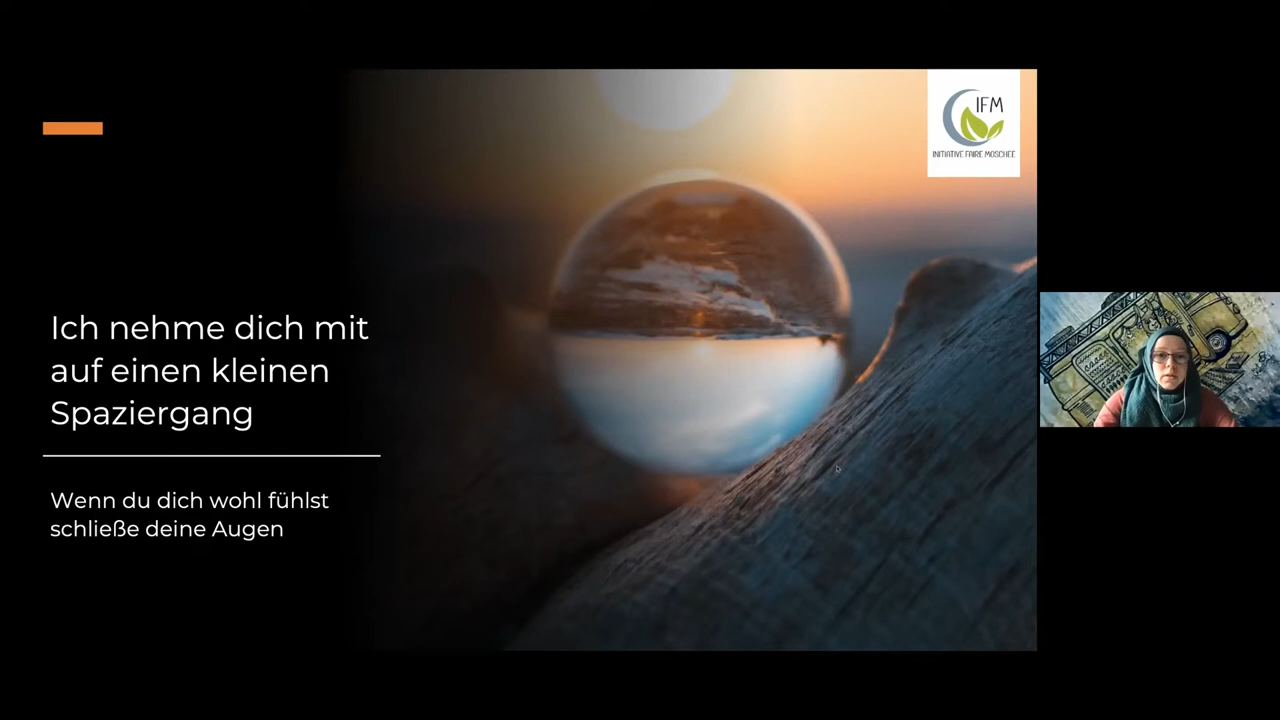 IFM
INITIATIVE FAIRE MOSCHEE
Ich nehme dich mit
auf einen kleinen
Spaziergang
Wenn du dich wohl fühlst
schließe deine Augen